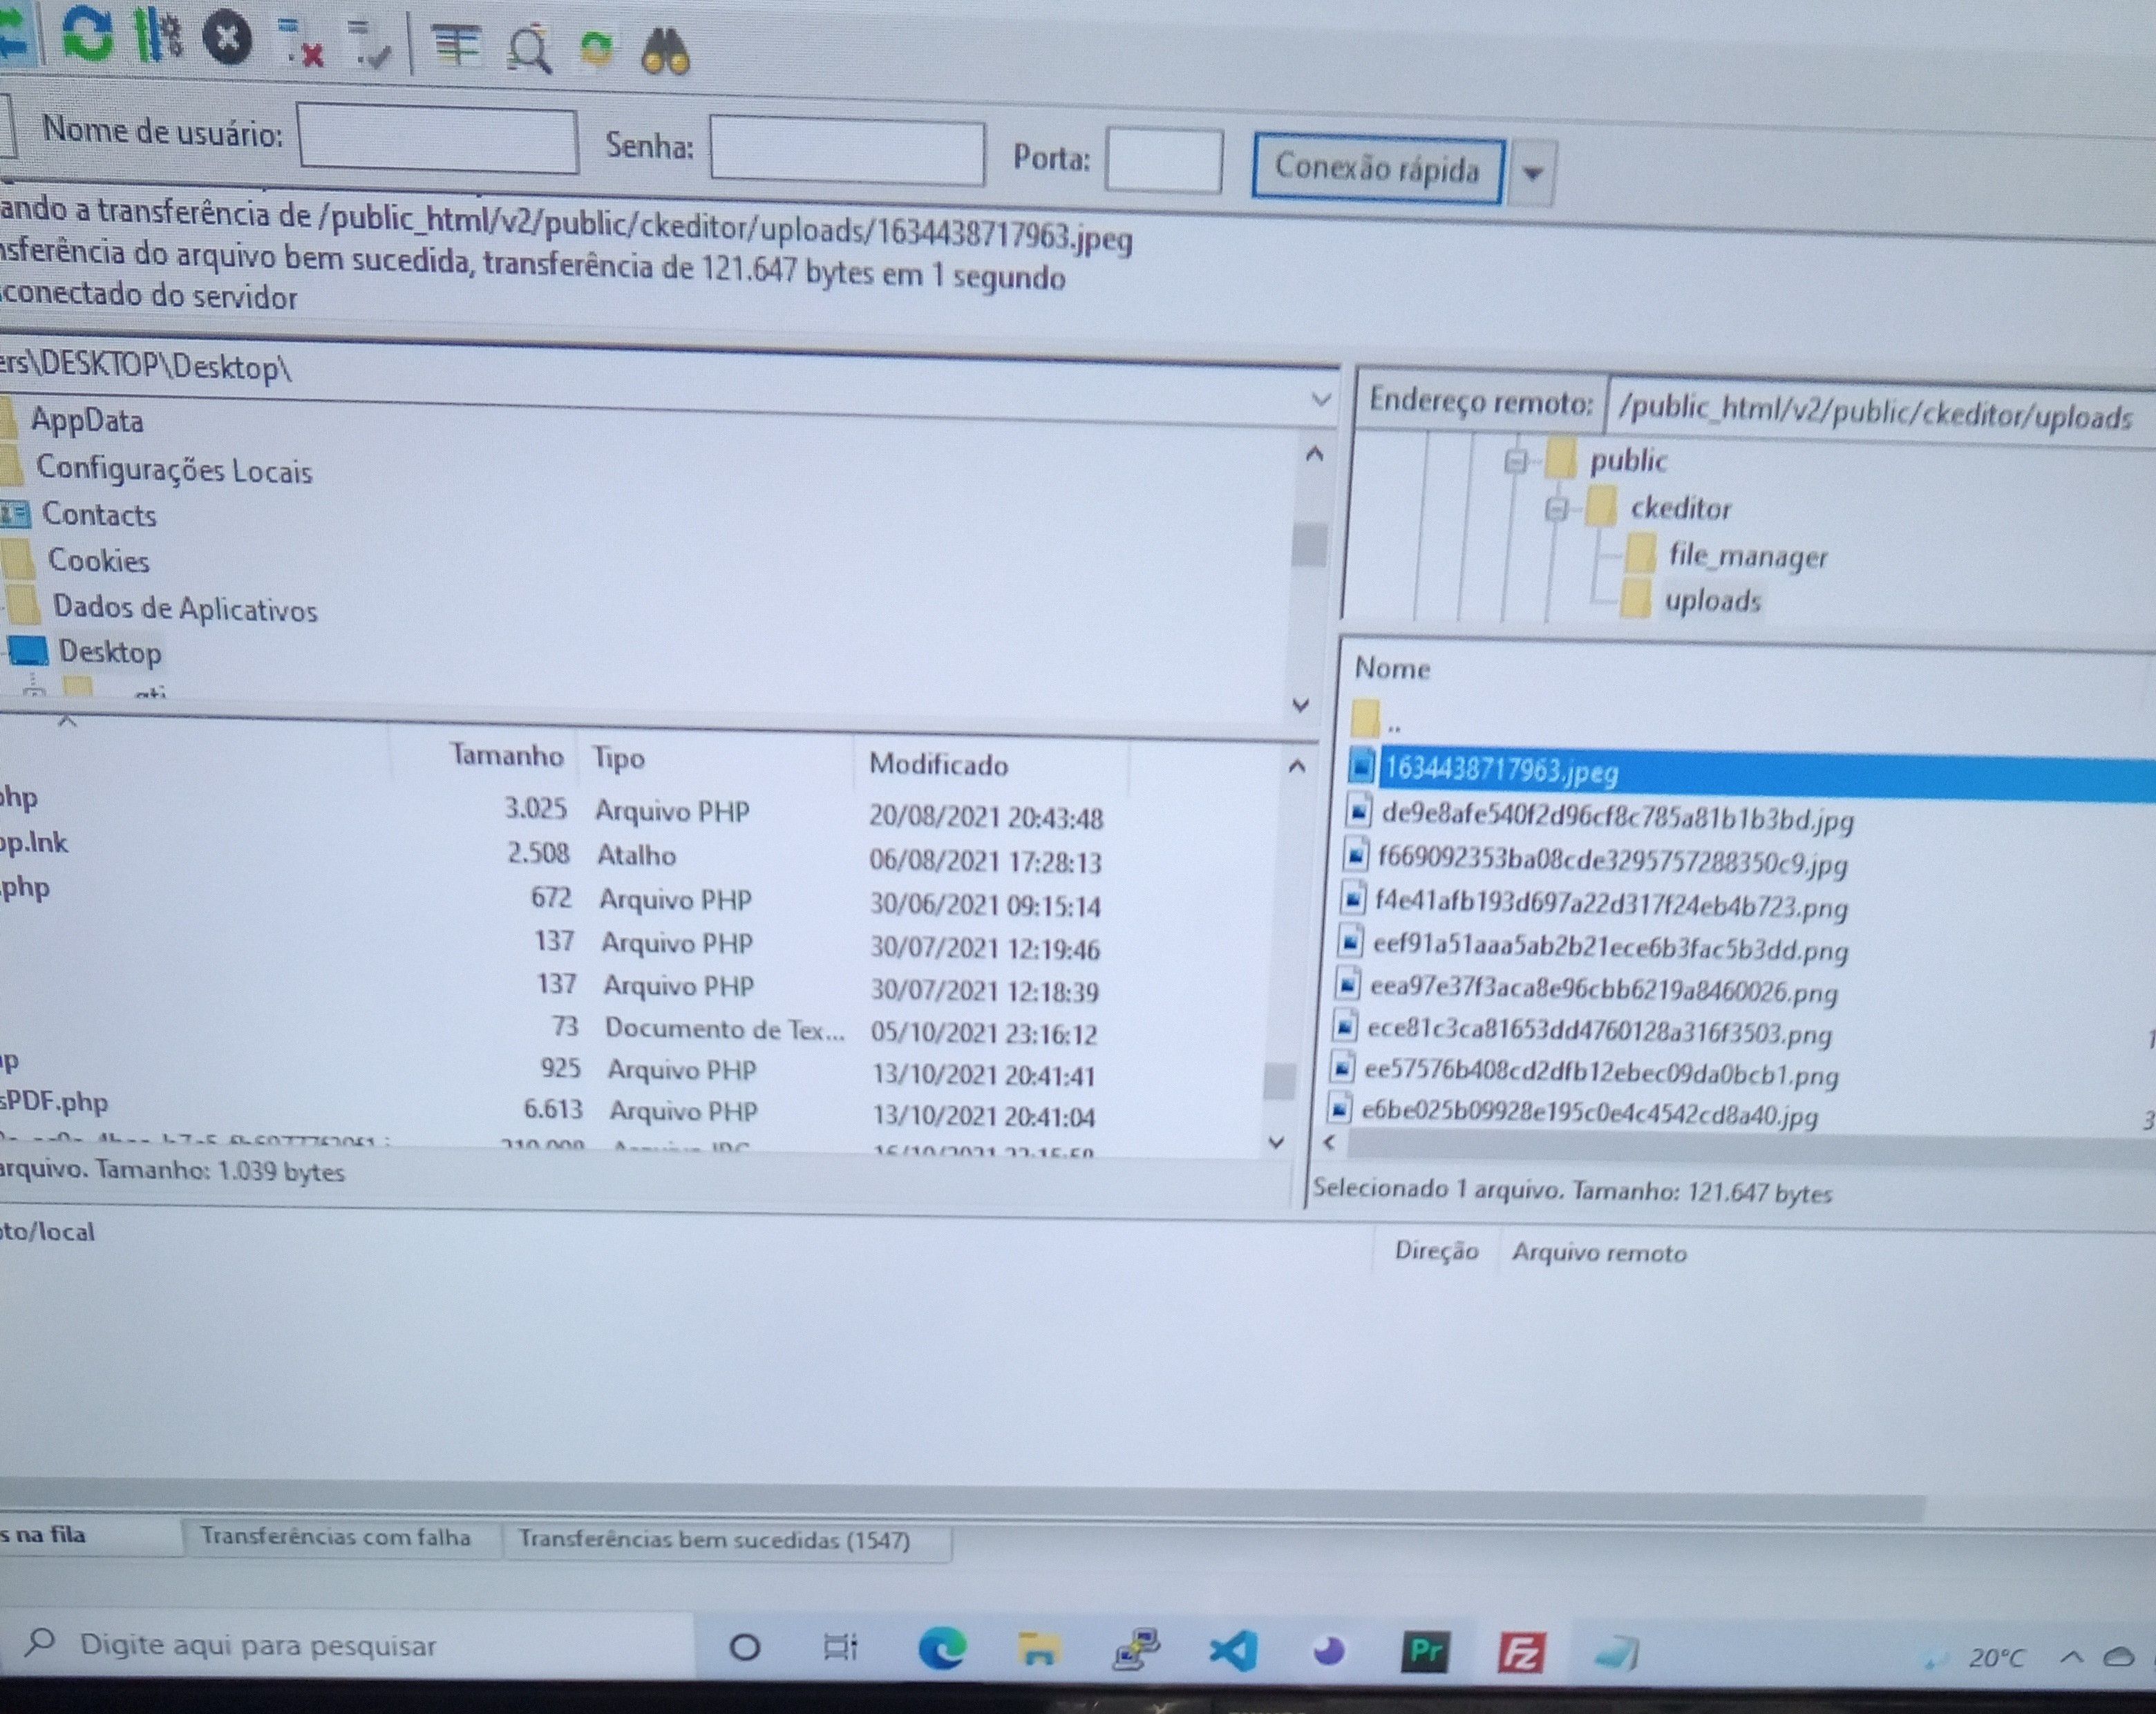 Nome de usuário: Senha: Porta: Conexão rápida
ando a transferência de /public_html/v2/public/ckeditor/uploads/1634438717963.jpeg
nsferência do arquivo bem sucedida, transferência de 121.647 bytes em 1 segundo
conectado do servidor
ers\DESKTOP\Desktop\
AppData
Configurações Locais
Contacts
Cookies
Dados de Aplicativos
Desktop
Tamanho Tipo Modificado
php 3.025 Arquivo PHP 20/08/2021 20:43:48
op.lnk 2.508 Atalho 06/08/2021 17:28:13
.php 672 Arquivo PHP 30/06/2021 09:15:14
137 Arquivo PHP 30/07/2021 12:19:46
137 Arquivo PHP 30/07/2021 12:18:39
73 Documento de Tex... 05/10/2021 23:16:12
925 Arquivo PHP 13/10/2021 20:41:41
sPDF.php 6.613 Arquivo PHP 13/10/2021 20:41:04
arquivo. Tamanho: 1.039 bytes
Endereço remoto: /public_html/v2/public/ckeditor/uploads
public
ckeditor
file_manager
uploads
Nome
..
1634438717963.jpeg
de9e8afe540f2d96cf8c785a81b1b3bd.jpg
f669092353ba08cde3295757288350c9.jpg
f4e41afb193d697a22d317f24eb4b723.png
eef91a51aaa5ab2b21ece6b3fac5b3dd.png
eea97e37f3aca8e96cbb6219a8460026.png
ece81c3ca81653dd4760128a316f3503.png
ee57576b408cd2dfb12ebec09da0bcb1.png
e6be025b09928e195c0e4c4542cd8a40.jpg
Selecionado 1 arquivo. Tamanho: 121.647 bytes
oto/local Direção Arquivo remoto
s na fila Transferências com falha Transferências bem sucedidas (1547)
Digite aqui para pesquisar Pr FZ 20°C